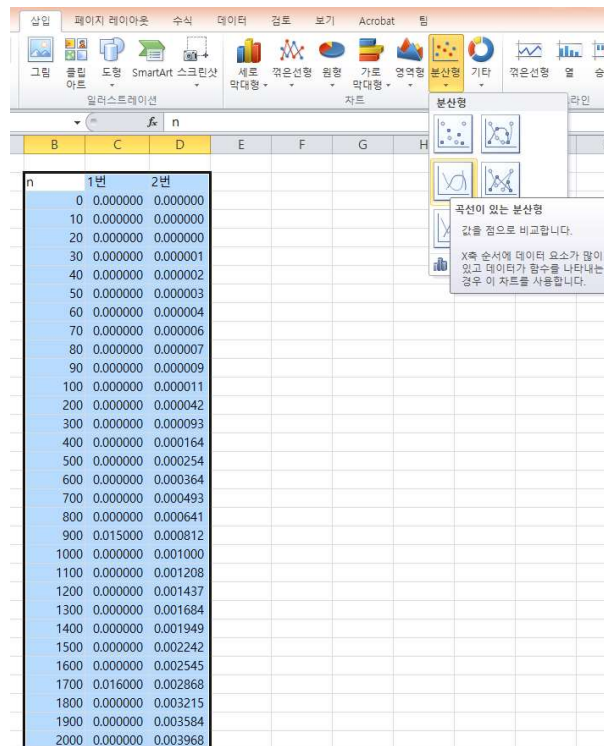 삽입 페이지 레이아웃 수식 데이터 검토 보기 Acrobat 팀
그림 클립 아트 도형 SmartArt 스크린샷 세로 막대형 꺾은선형 원형 가로 막대형 영역형 분산형 기타 꺾은선형 열
일러스트레이션 차트
fx n
분산형
B C D E F G H
곡선이 있는 분산형
값을 점으로 비교합니다.
X축 순서에 데이터 요소가 많이
있고 데이터가 함수를 나타내는
경우 이 차트를 사용합니다.
n 1번 2번
0 0.000000 0.000000
10 0.000000 0.000000
20 0.000000 0.000000
30 0.000000 0.000001
40 0.000000 0.000002
50 0.000000 0.000003
60 0.000000 0.000004
70 0.000000 0.000006
80 0.000000 0.000007
90 0.000000 0.000009
100 0.000000 0.000011
200 0.000000 0.000042
300 0.000000 0.000093
400 0.000000 0.000164
500 0.000000 0.000254
600 0.000000 0.000364
700 0.000000 0.000493
800 0.000000 0.000641
900 0.015000 0.000812
1000 0.000000 0.001000
1100 0.000000 0.001208
1200 0.000000 0.001437
1300 0.000000 0.001684
1400 0.000000 0.001949
1500 0.000000 0.002242
1600 0.000000 0.002545
1700 0.016000 0.002868
1800 0.000000 0.003215
1900 0.000000 0.003584
2000 0.000000 0.003968